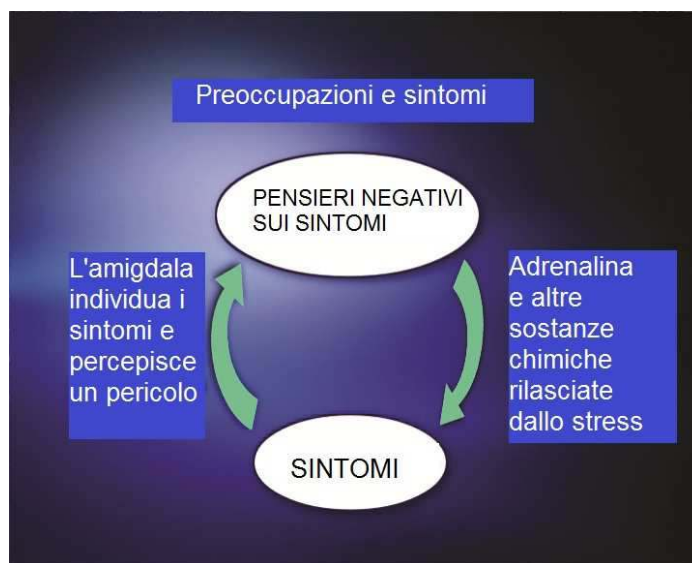 Preoccupazioni e sintomi
PENSIERI NEGATIVI
SUI SINTOMI
L'amigdala
individua i
sintomi e
percepisce
un pericolo
Adrenalina
e altre
sostanze
chimiche
rilasciate
dallo stress
SINTOMI